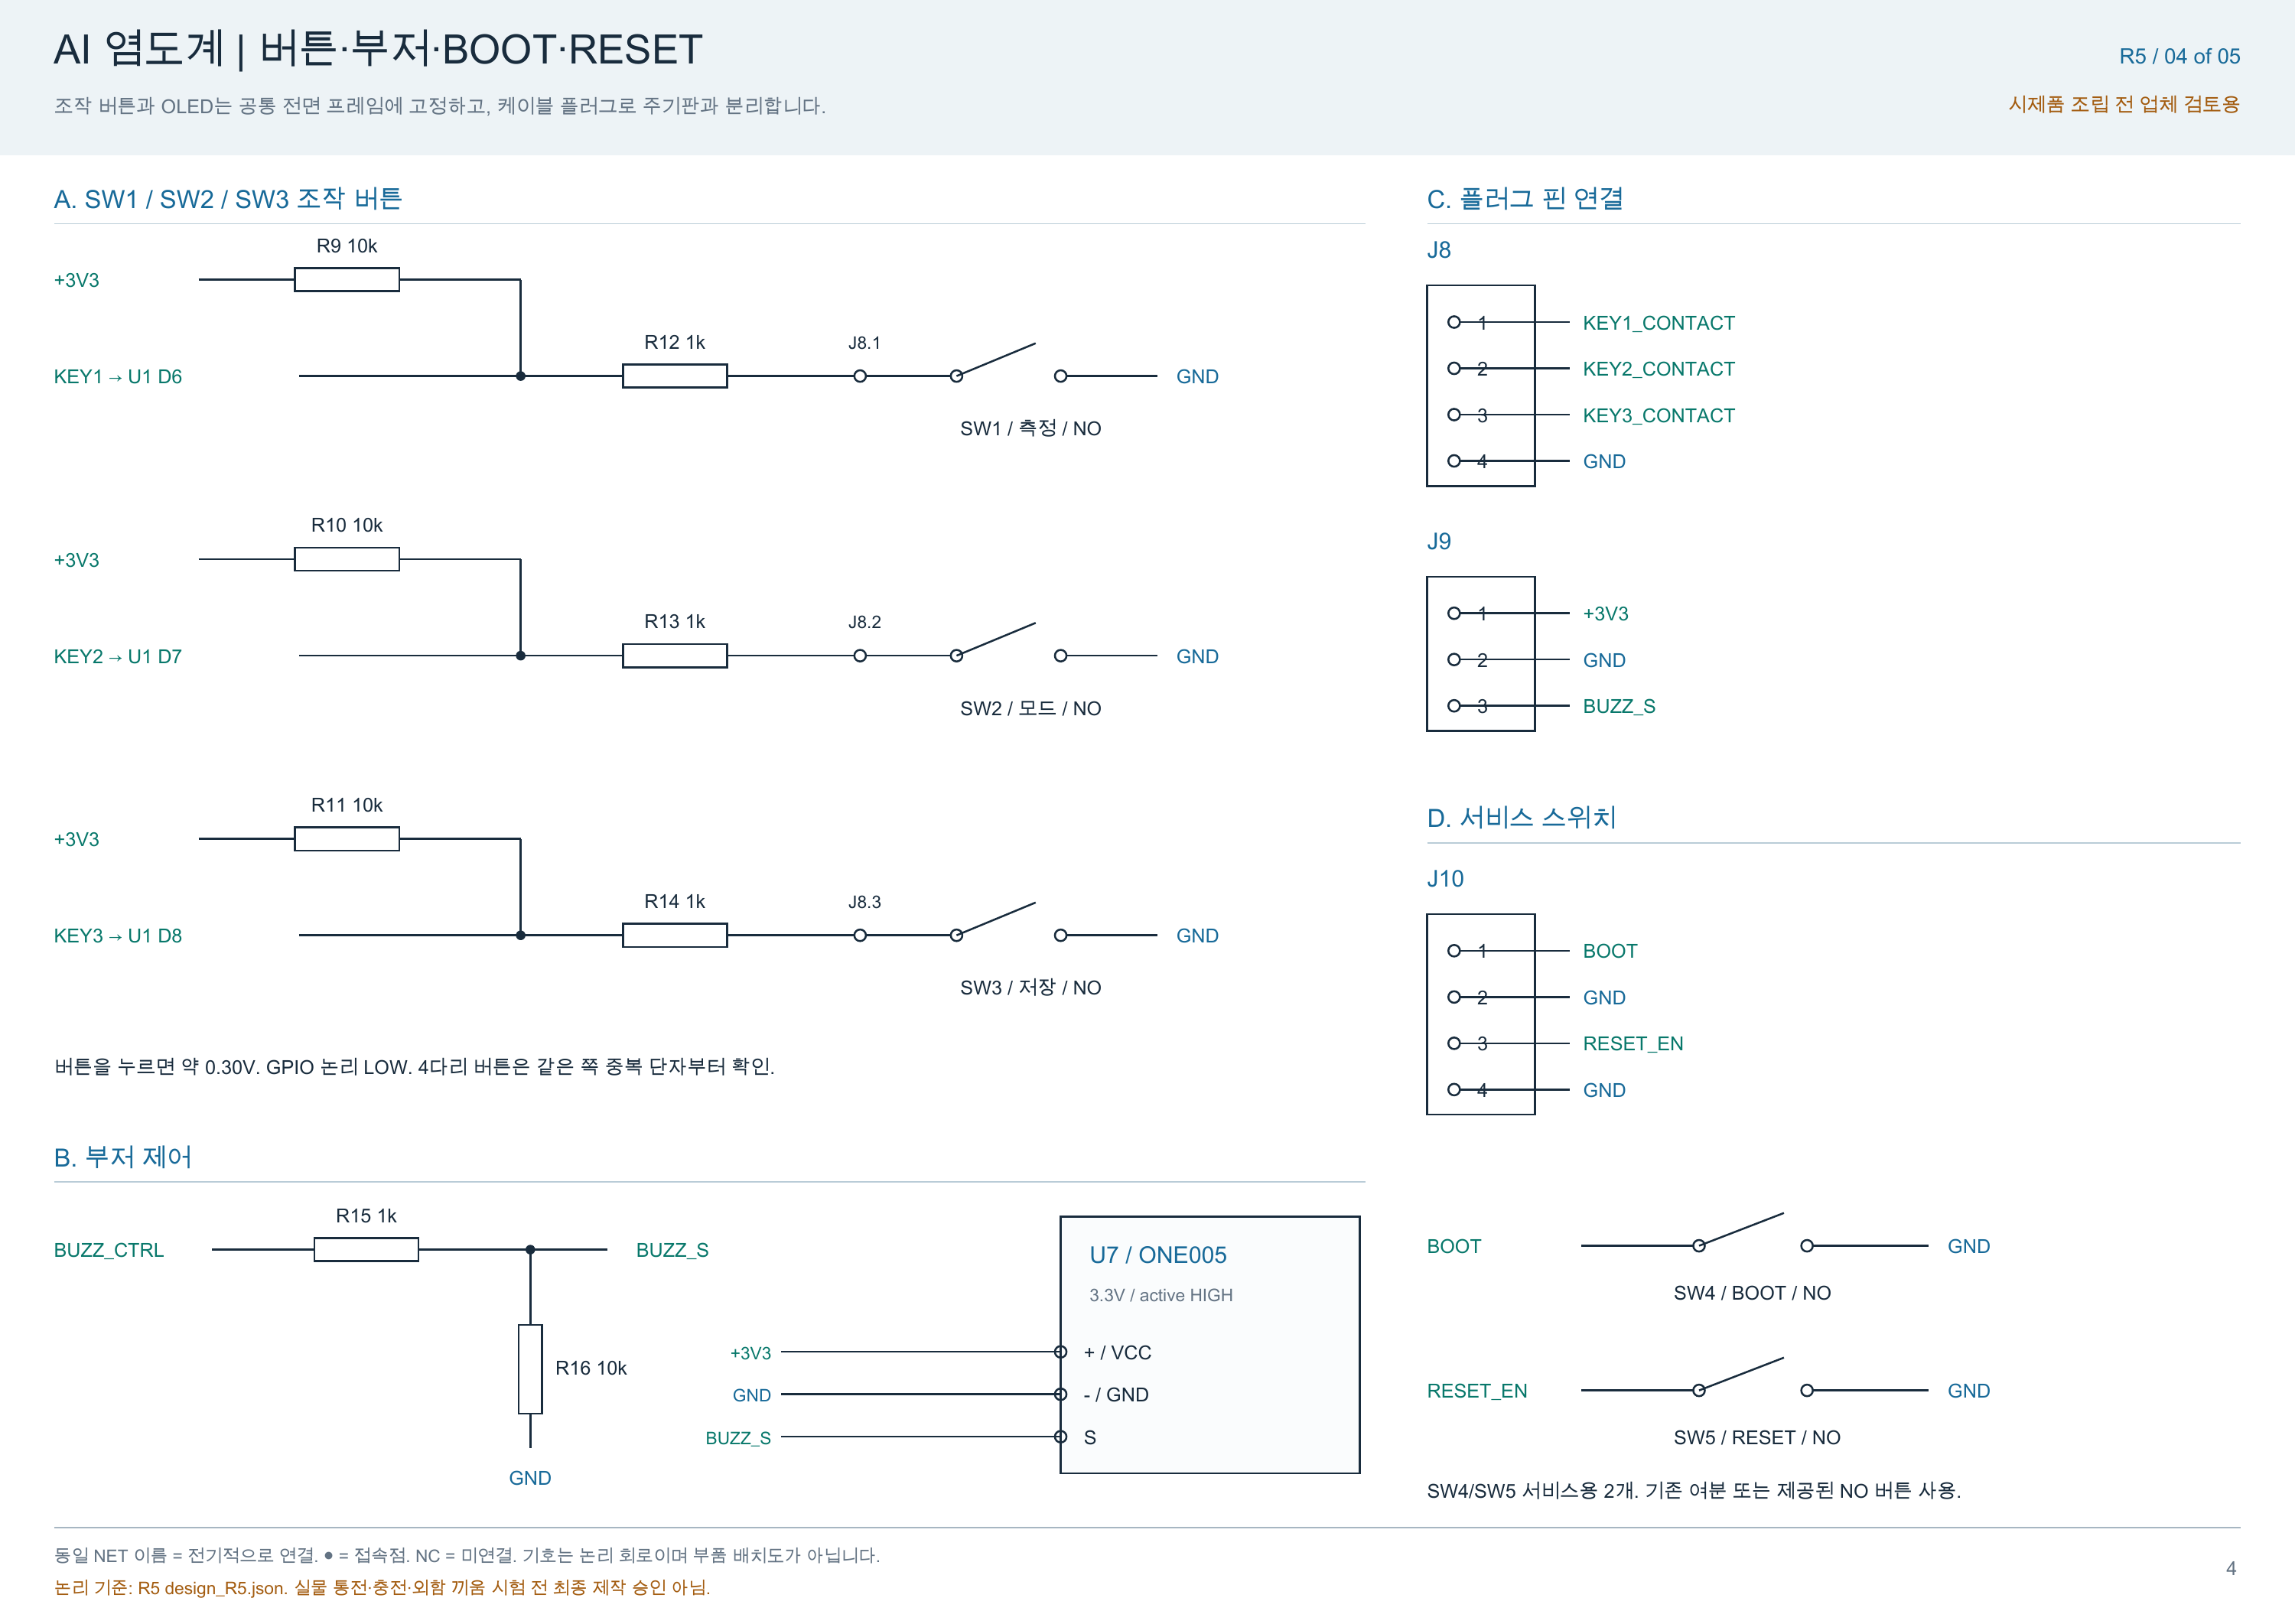 AI 염도계 | 버튼·부저·BOOT·RESET
조작 버튼과 OLED는 공통 전면 프레임에 고정하고, 케이블 플러그로 주기판과 분리합니다.
R5 / 04 of 05
시제품 조립 전 업체 검토용
A. SW1 / SW2 / SW3 조작 버튼
R9 10k
+3V3
R12 1k
J8.1
KEY1 → U1 D6
GND
SW1 / 측정 / NO
R10 10k
+3V3
R13 1k
J8.2
KEY2 → U1 D7
GND
SW2 / 모드 / NO
R11 10k
+3V3
R14 1k
J8.3
KEY3 → U1 D8
GND
SW3 / 저장 / NO
버튼을 누르면 약 0.30V. GPIO 논리 LOW. 4다리 버튼은 같은 쪽 중복 단자부터 확인.
B. 부저 제어
R15 1k
BUZZ_CTRL
BUZZ_S
R16 10k
GND
U7 / ONE005
3.3V / active HIGH
+3V3
+ / VCC
GND
- / GND
BUZZ_S
S
C. 플러그 핀 연결
J8
1 KEY1_CONTACT
2 KEY2_CONTACT
3 KEY3_CONTACT
4 GND
J9
1 +3V3
2 GND
3 BUZZ_S
D. 서비스 스위치
J10
1 BOOT
2 GND
3 RESET_EN
4 GND
BOOT
GND
SW4 / BOOT / NO
RESET_EN
GND
SW5 / RESET / NO
SW4/SW5 서비스용 2개. 기존 여분 또는 제공된 NO 버튼 사용.
동일 NET 이름 = 전기적으로 연결. ● = 접속점. NC = 미연결. 기호는 논리 회로이며 부품 배치도가 아닙니다.
논리 기준: R5 design_R5.json. 실물 통전·충전·외함 끼움 시험 전 최종 제작 승인 아님.
4